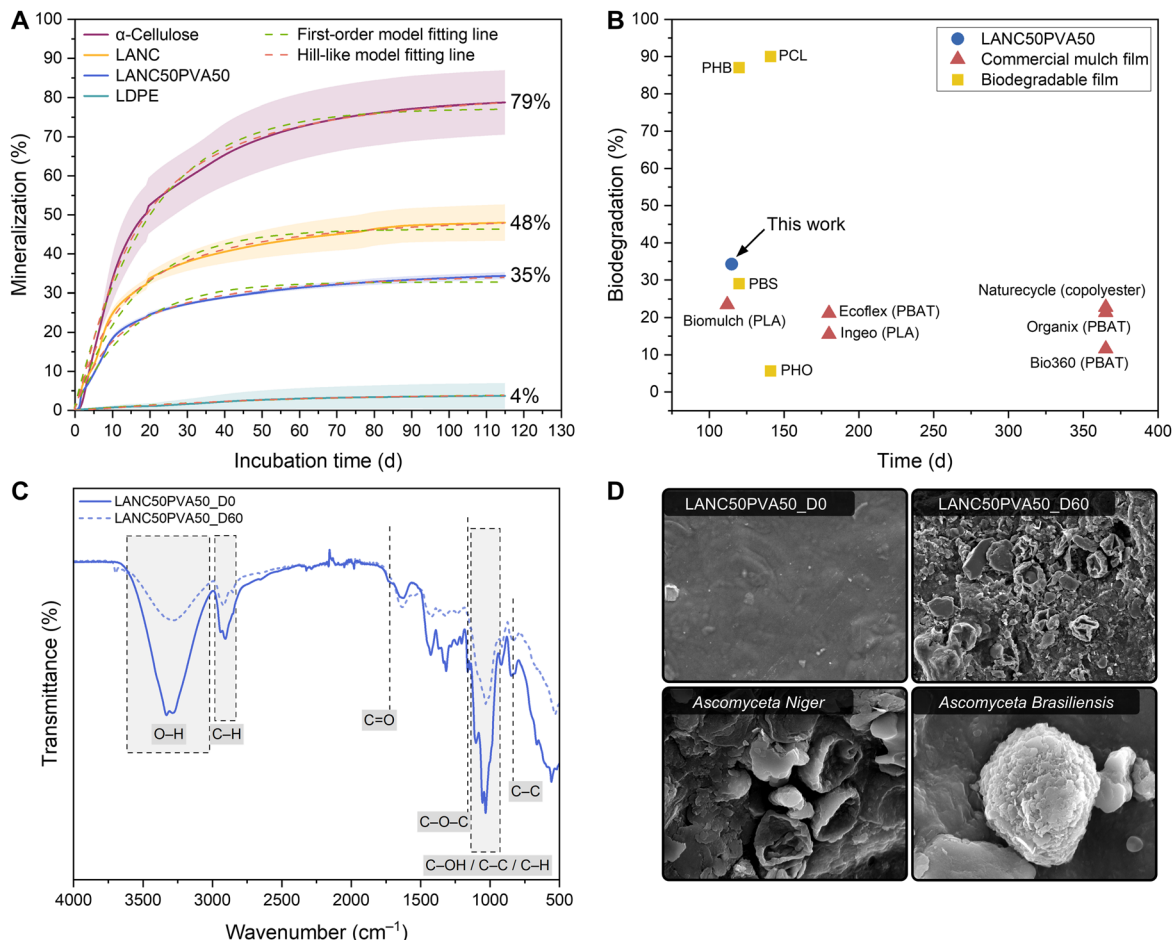 A
α-Cellulose
LANC
LANC50PVA50
LDPE
First-order model fitting line
Hill-like model fitting line
Mineralization (%)
100
90
80
70
60
50
40
30
20
10
0
79%
48%
35%
4%
0 10 20 30 40 50 60 70 80 90 100 110 120 130
Incubation time (d)
B
LANC50PVA50
Commercial mulch film
Biodegradable film
Biodegradation (%)
100
90
80
70
60
50
40
30
20
10
0
PHB
PCL
This work
PBS
Biomulch (PLA)
Ecoflex (PBAT)
Ingeo (PLA)
PHO
Naturecycle (copolyester)
Organix (PBAT)
Bio360 (PBAT)
100 150 200 250 300 350 400
Time (d)
C
LANC50PVA50_D0
LANC50PVA50_D60
Transmittance (%)
O–H
C–H
C=O
C–O–C
C–C
C–OH / C–C / C–H
4000 3500 3000 2500 2000 1500 1000 500
Wavenumber (cm⁻¹)
D
LANC50PVA50_D0
LANC50PVA50_D60
Ascomyceta Niger
Ascomyceta Brasiliensis